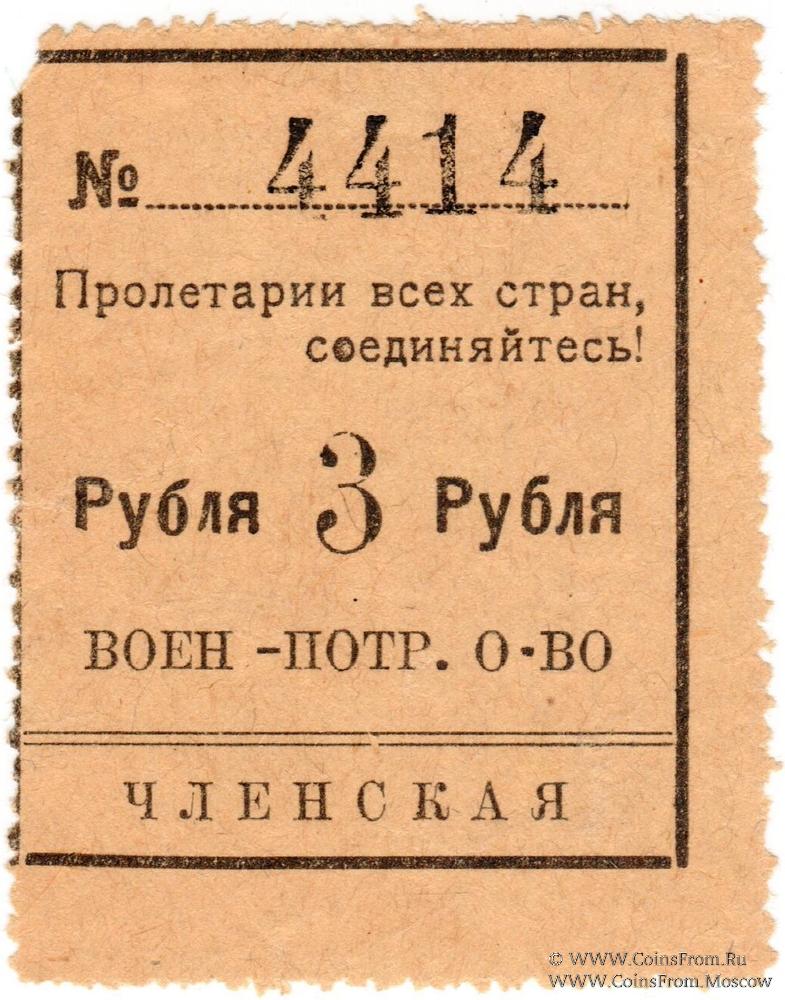 № 4414
Пролетарии всех стран,
соединяйтесь!
Рубля 3 Рубля
ВОЕН -ПОТР. О-ВО
ЧЛЕНСКАЯ
© WWW.CoinsFrom.Ru
WWW.CoinsFrom.Moscow